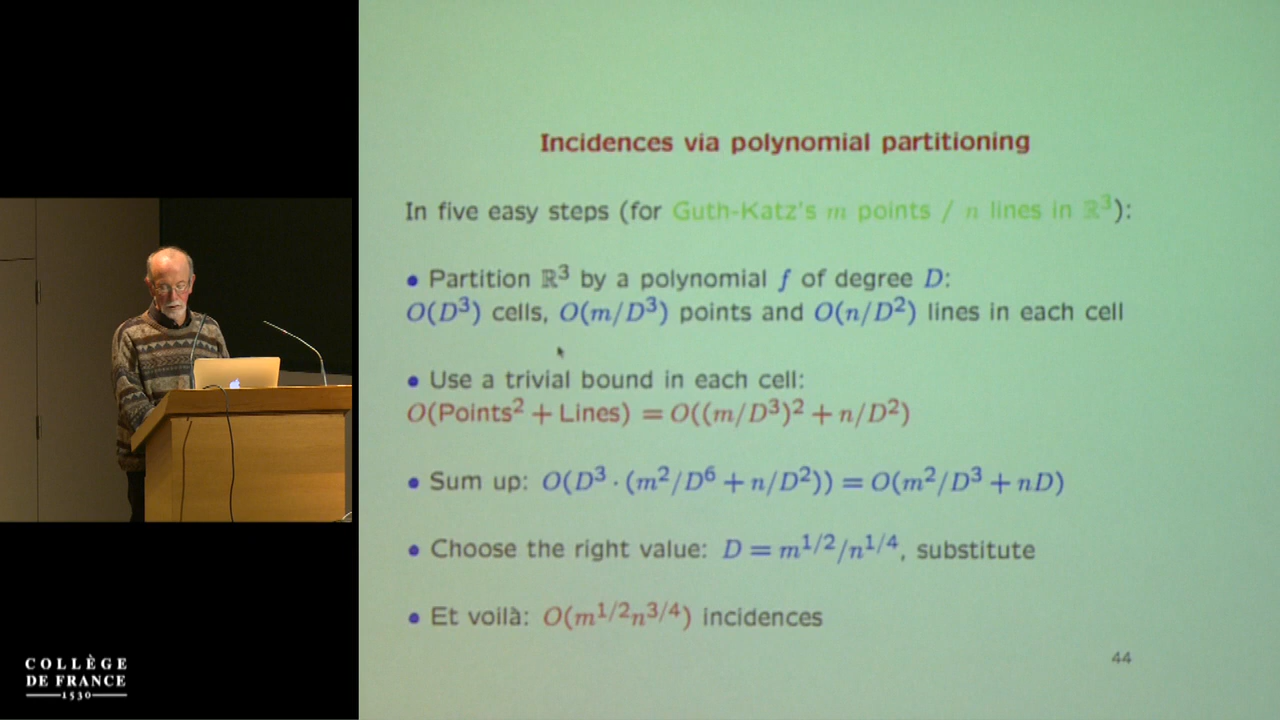 Incidences via polynomial partitioning
In five easy steps (for Guth-Katz's m points / n lines in ℝ³):
• Partition ℝ³ by a polynomial f of degree D:
O(D³) cells, O(m/D³) points and O(n/D²) lines in each cell
• Use a trivial bound in each cell:
O(Points² + Lines) = O((m/D³)² + n/D²)
• Sum up: O(D³ · (m²/D⁶ + n/D²)) = O(m²/D³ + nD)
• Choose the right value: D = m^{1/2}/n^{1/4}, substitute
• Et voilà: O(m^{1/2}n^{3/4}) incidences
44
COLLÈGE
DE FRANCE
1530